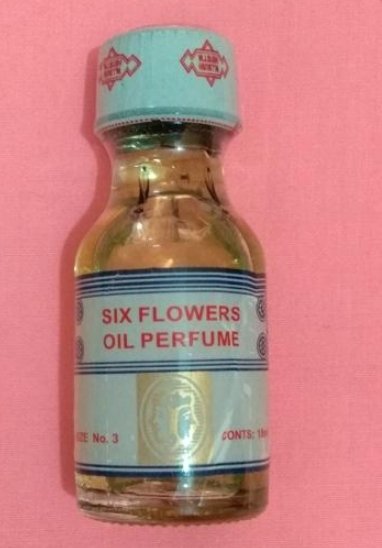 SIX FLOWERS
OIL PERFUME
No. 3
CONTS: